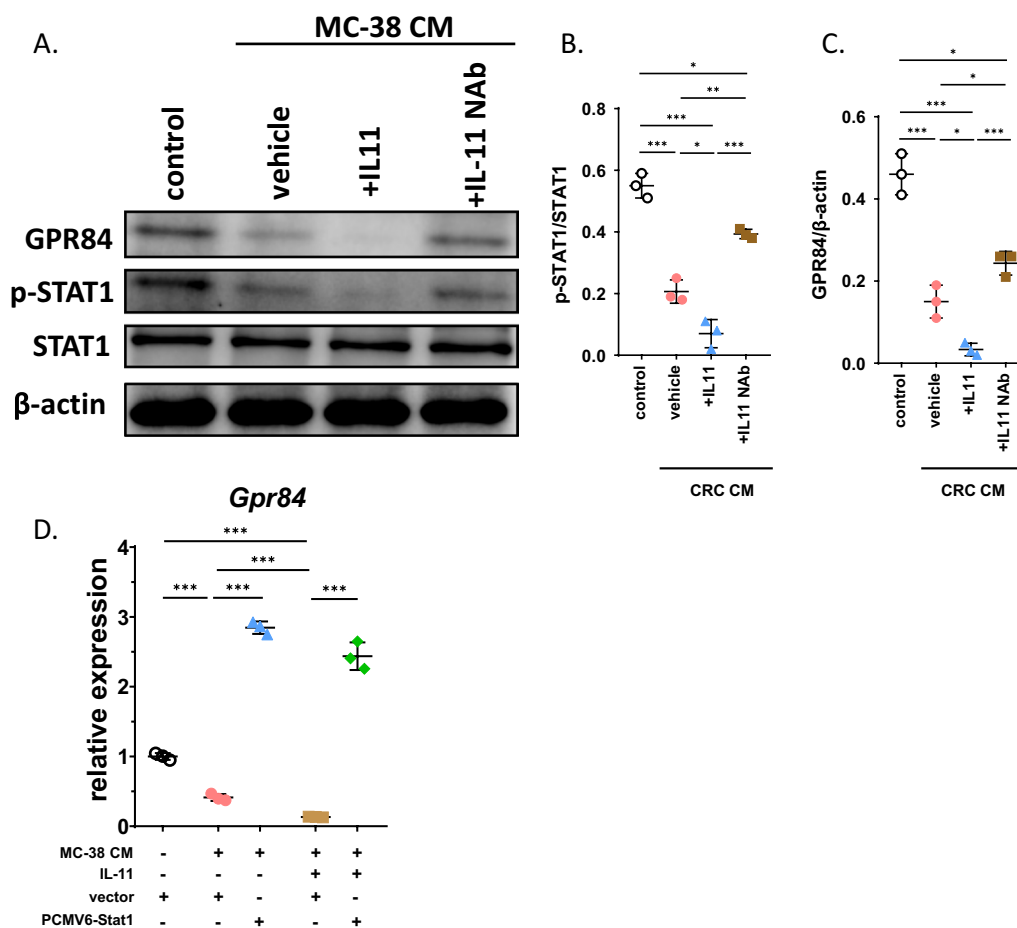 A.
MC-38 CM
control
vehicle
+IL11
+IL-11 NAb
GPR84
p-STAT1
STAT1
β-actin
B.
*
**
***
*** * ***
0.8
0.6
0.4
0.2
0.0
p-STAT1/STAT1
control
vehicle
+IL11
+IL11 NAb
CRC CM
C.
*
*
***
*** * ***
0.6
0.4
0.2
0.0
GPR84/β-actin
control
vehicle
+IL11
+IL11 NAb
CRC CM
D.
Gpr84
***
***
*** *** ***
4
3
2
1
0
relative expression
MC-38 CM - + + + +
IL-11 - - - + +
vector + + - + -
PCMV6-Stat1 - - + - +